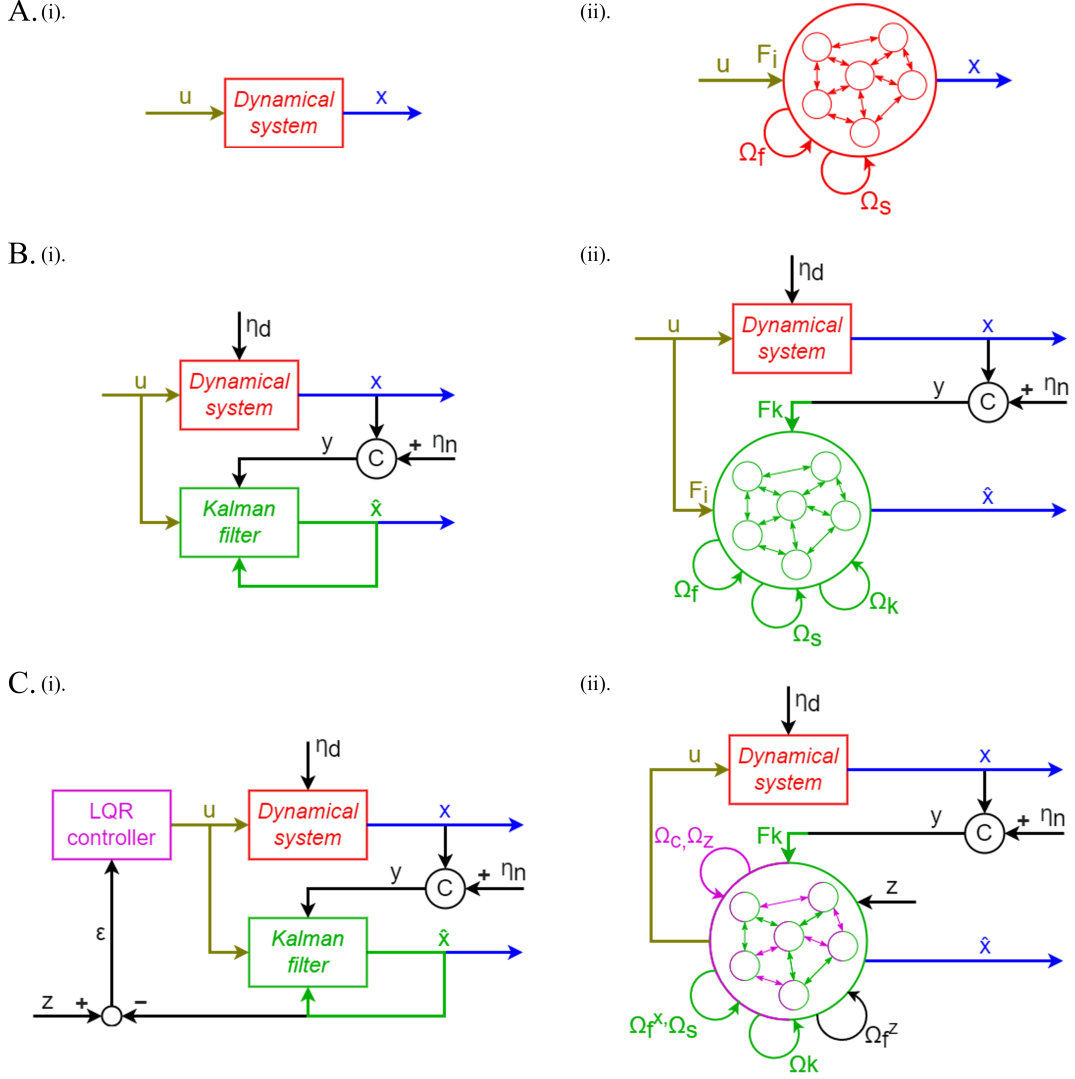 A. (i).
(ii).
u
Dynamical
system
x
u
Fi
x
Ωf
Ωs
B. (i).
(ii).
ηd
u
Dynamical
system
x
y
C
+
ηn
Kalman
filter
x̂
ηd
u
Dynamical
system
x
y
C
+
ηn
Fk
Fi
x̂
Ωf
Ωs
Ωk
C. (i).
(ii).
ηd
LQR
controller
u
Dynamical
system
x
y
C
+
ηn
ε
Kalman
filter
x̂
z
+
−
ηd
u
Dynamical
system
x
y
C
+
ηn
Fk
Ωc,Ωz
z
x̂
Ωfˣ,Ωs
Ωk
Ωfᶻ